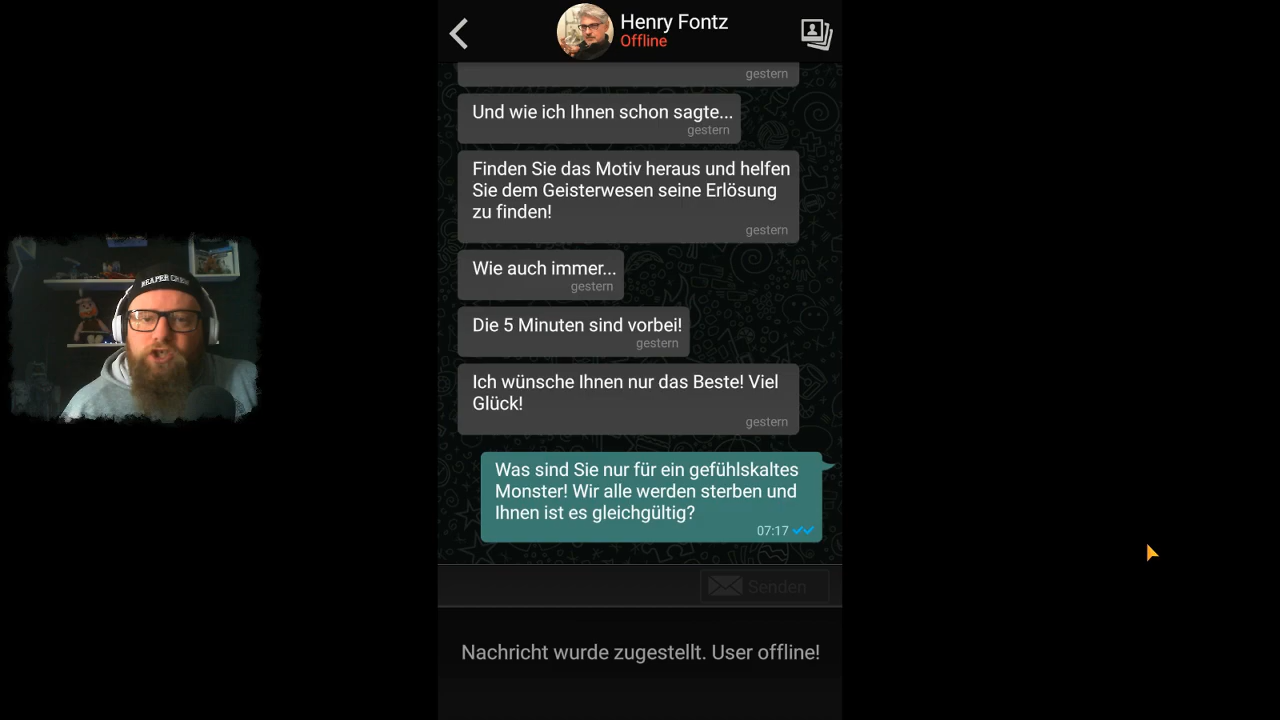 Henry Fontz
Offline
gestern
Und wie ich Ihnen schon sagte...
gestern
Finden Sie das Motiv heraus und helfen
Sie dem Geisterwesen seine Erlösung
zu finden!
gestern
Wie auch immer...
gestern
Die 5 Minuten sind vorbei!
gestern
Ich wünsche Ihnen nur das Beste! Viel
Glück!
gestern
Was sind Sie nur für ein gefühlskaltes
Monster! Wir alle werden sterben und
Ihnen ist es gleichgültig?
07:17
Senden
Nachricht wurde zugestellt. User offline!
REAPER CREW